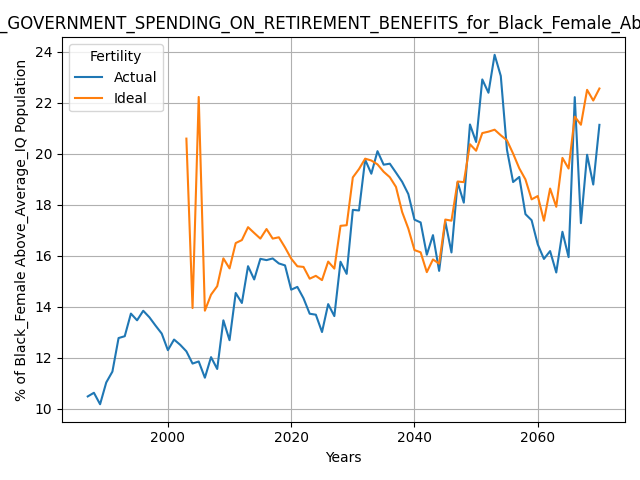 _GOVERNMENT_SPENDING_ON_RETIREMENT_BENEFITS_for_Black_Female_Ab
Fertility
Actual
Ideal
% of Black_Female Above_Average_IQ Population
24
22
20
18
16
14
12
10
2000 2020 2040 2060
Years